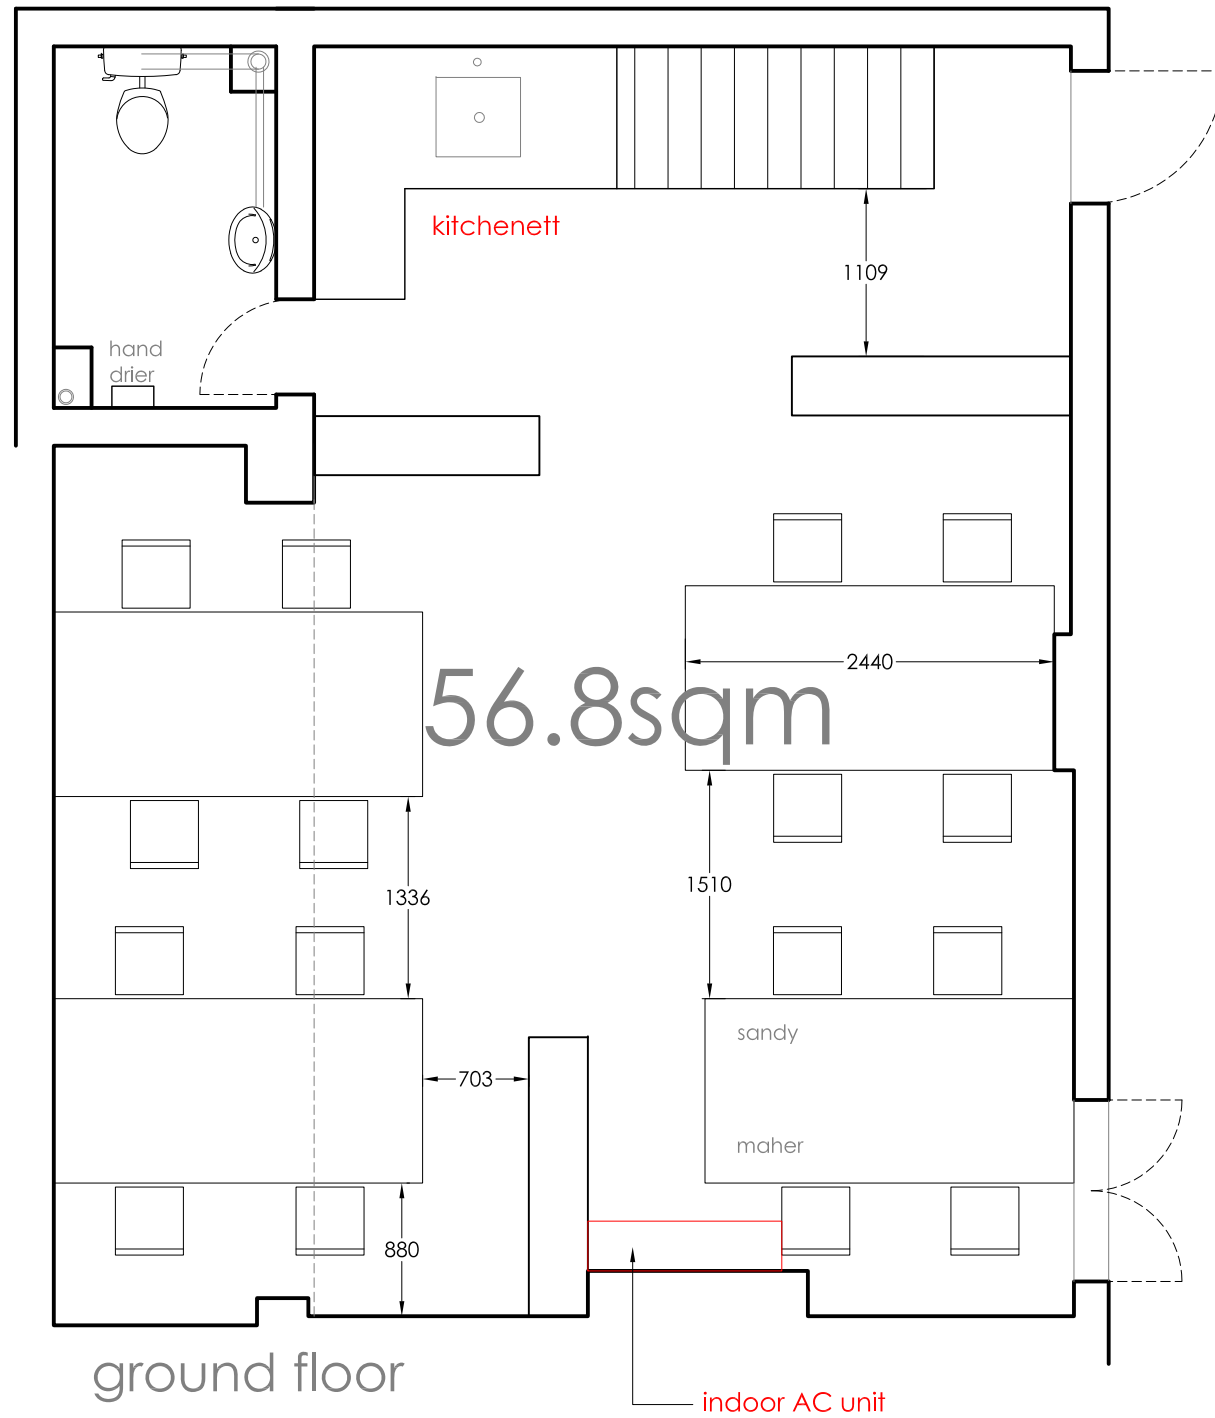 kitchenett
1109
hand
drier
2440
56.8sqm
1510
1336
sandy
703
maher
880
ground floor
indoor AC unit